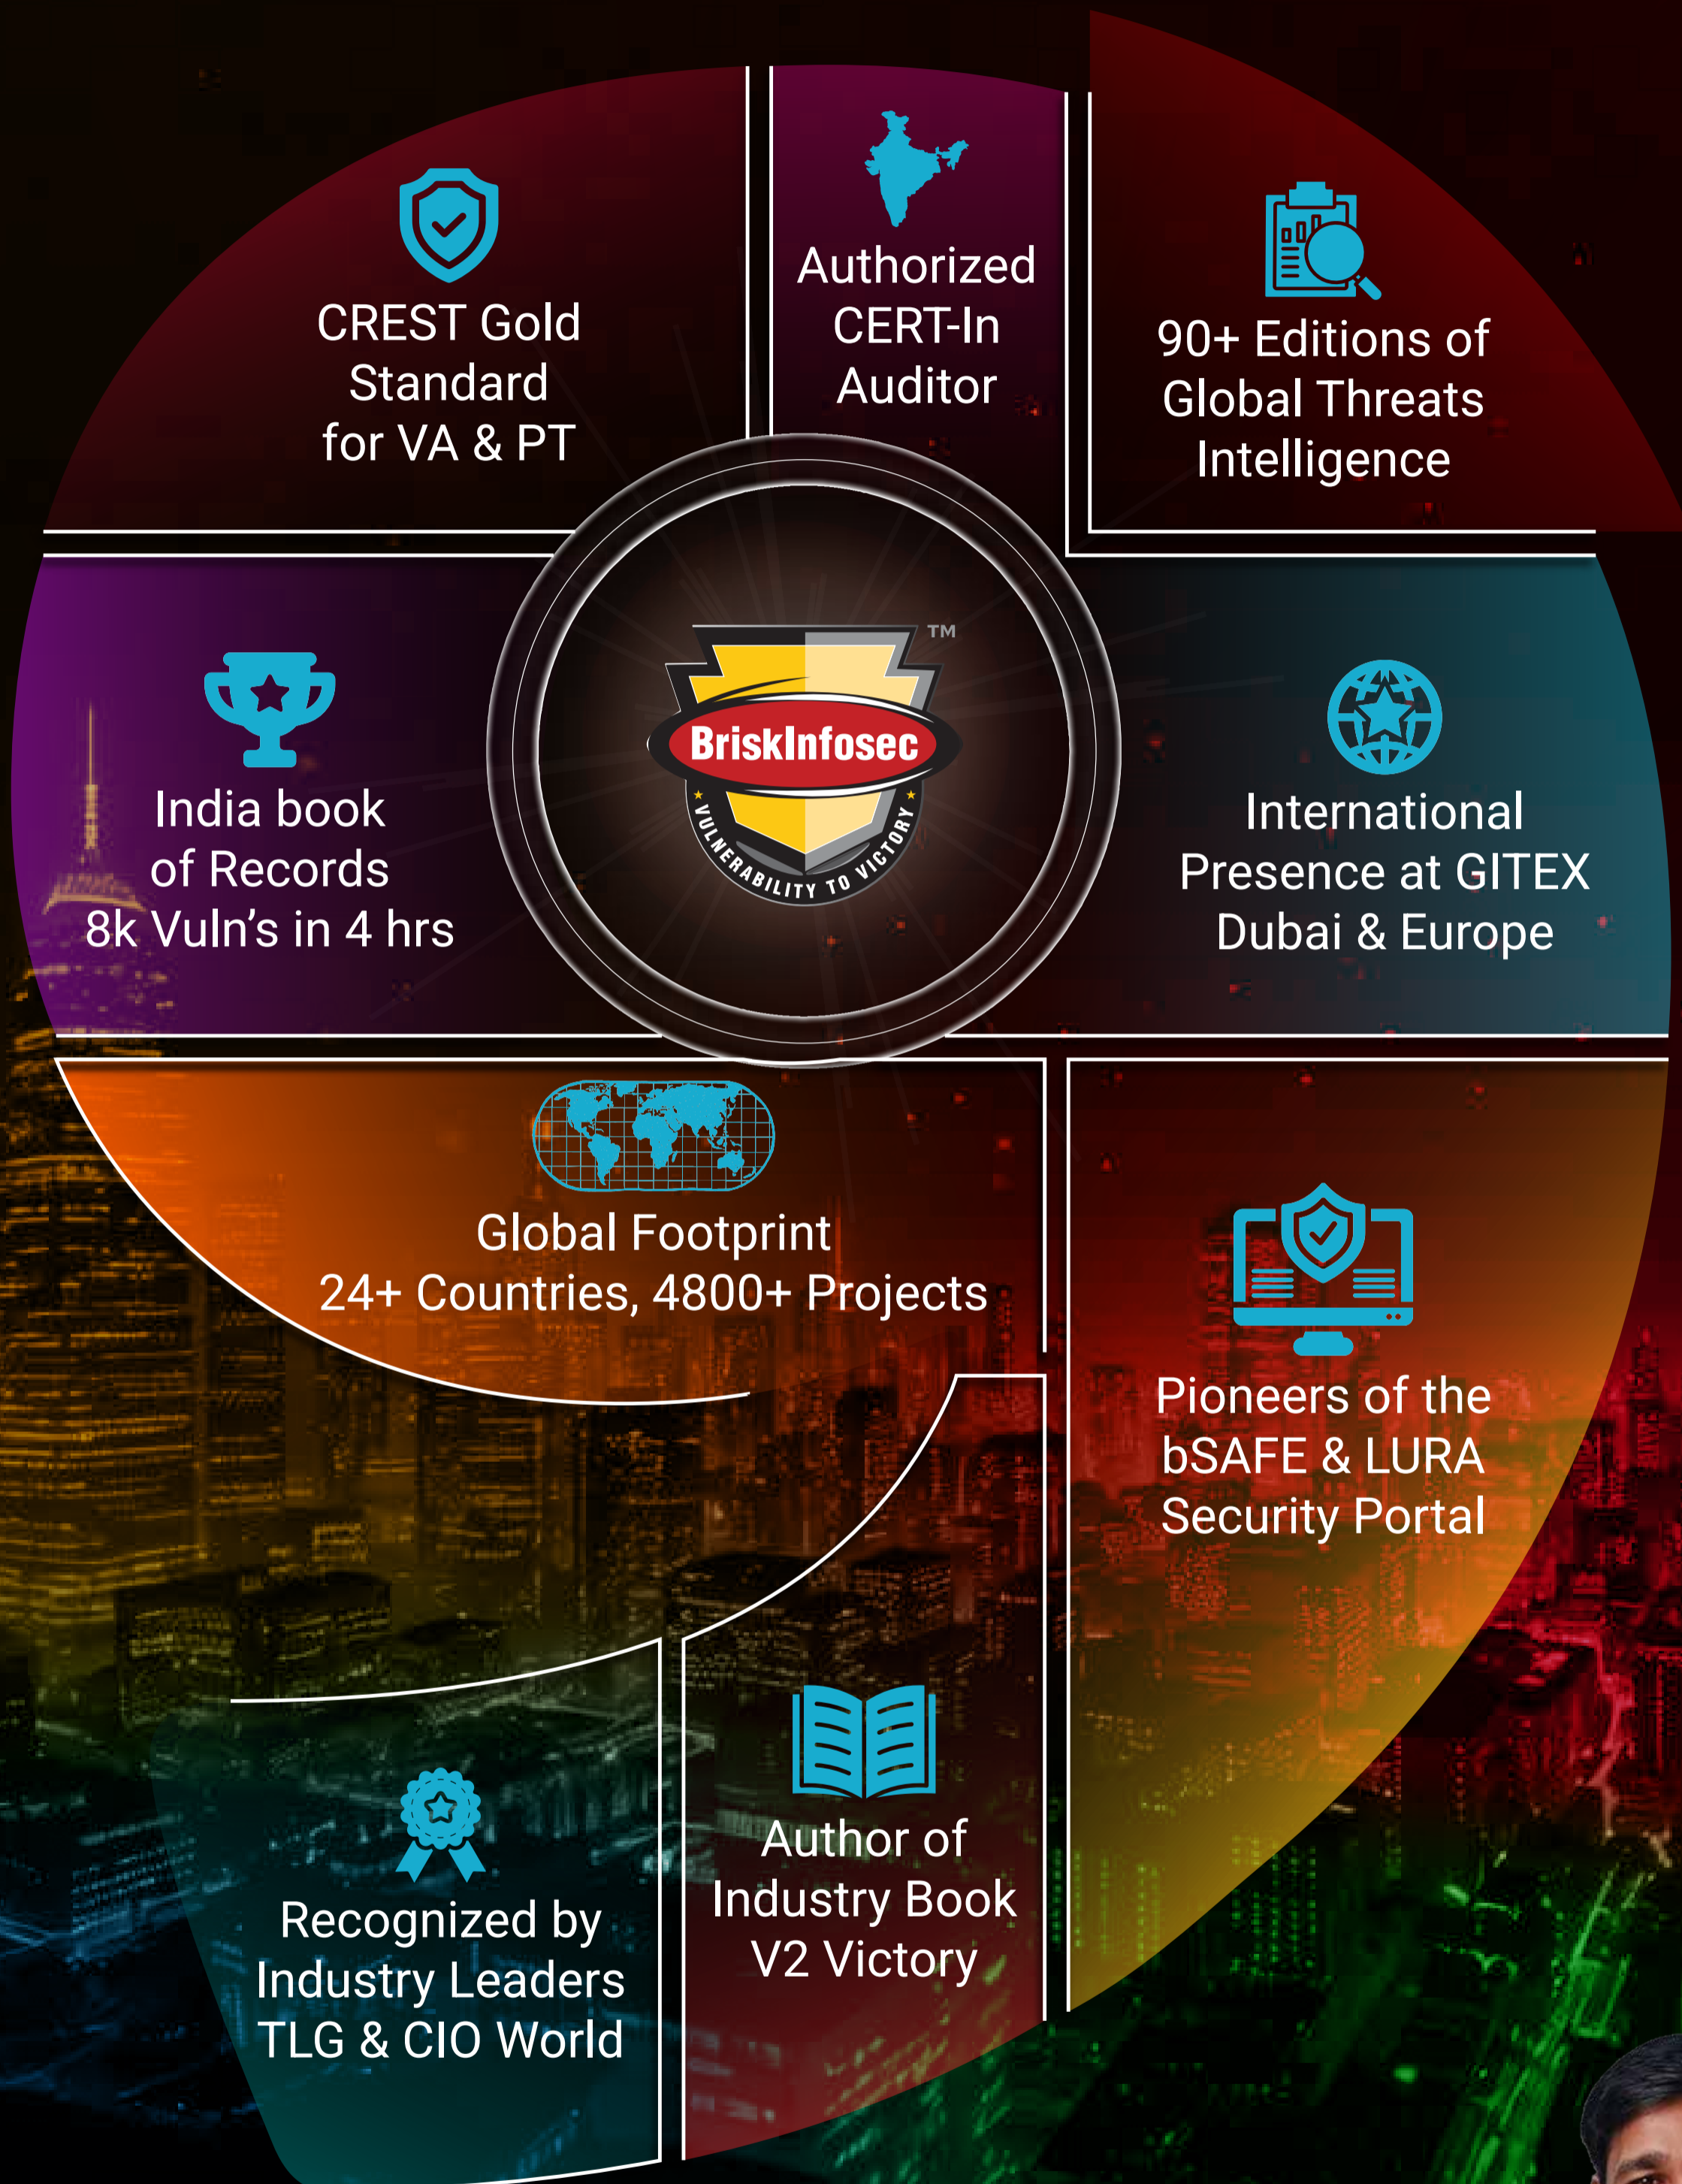 CREST Gold
Standard
for VA & PT
Authorized
CERT-In
Auditor
90+ Editions of
Global Threats
Intelligence
India book
of Records
8k Vuln's in 4 hrs
TM
BriskInfosec
VULNERABILITY TO VICTORY
International
Presence at GITEX
Dubai & Europe
Global Footprint
24+ Countries, 4800+ Projects
Pioneers of the
bSAFE & LURA
Security Portal
Recognized by
Industry Leaders
TLG & CIO World
Author of
Industry Book
V2 Victory